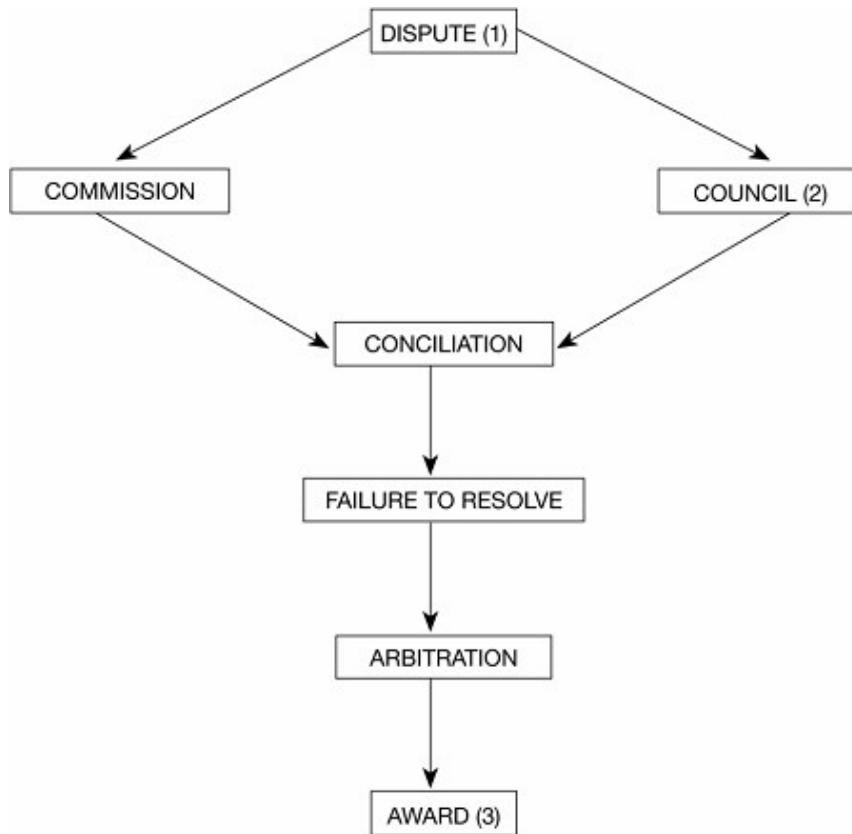 DISPUTE (1)
COMMISSION
COUNCIL (2)
CONCILIATION
FAILURE TO RESOLVE
ARBITRATION
AWARD (3)